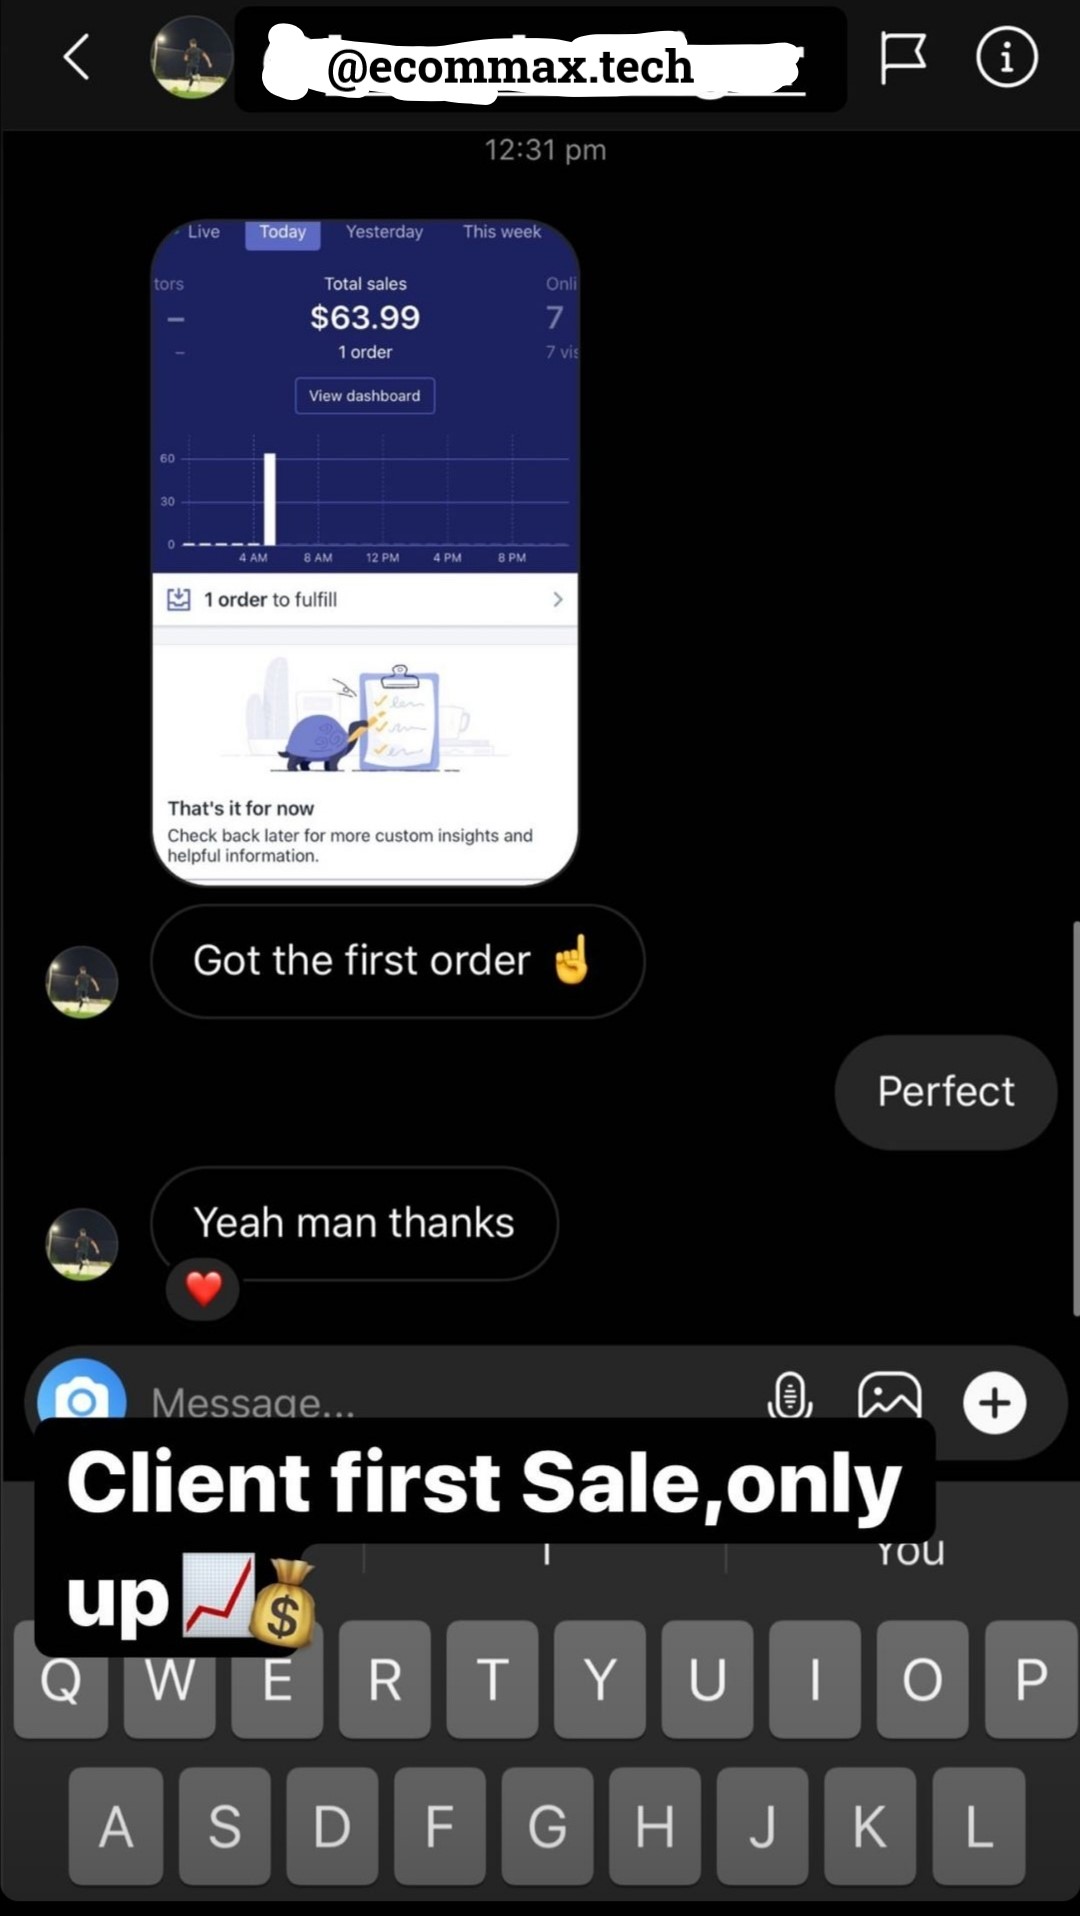 @ecommax.tech
12:31 pm
Live Today Yesterday This week
tors Total sales Onli
– $63.99 7
– 1 order 7 vis
View dashboard
60
30
0
4 AM 8 AM 12 PM 4 PM 8 PM
1 order to fulfill
That's it for now
Check back later for more custom insights and
helpful information.
Got the first order ☝️
Perfect
Yeah man thanks
❤️
Message...
Client first Sale,only
up📈💰
I You
Q W E R T Y U I O P
A S D F G H J K L